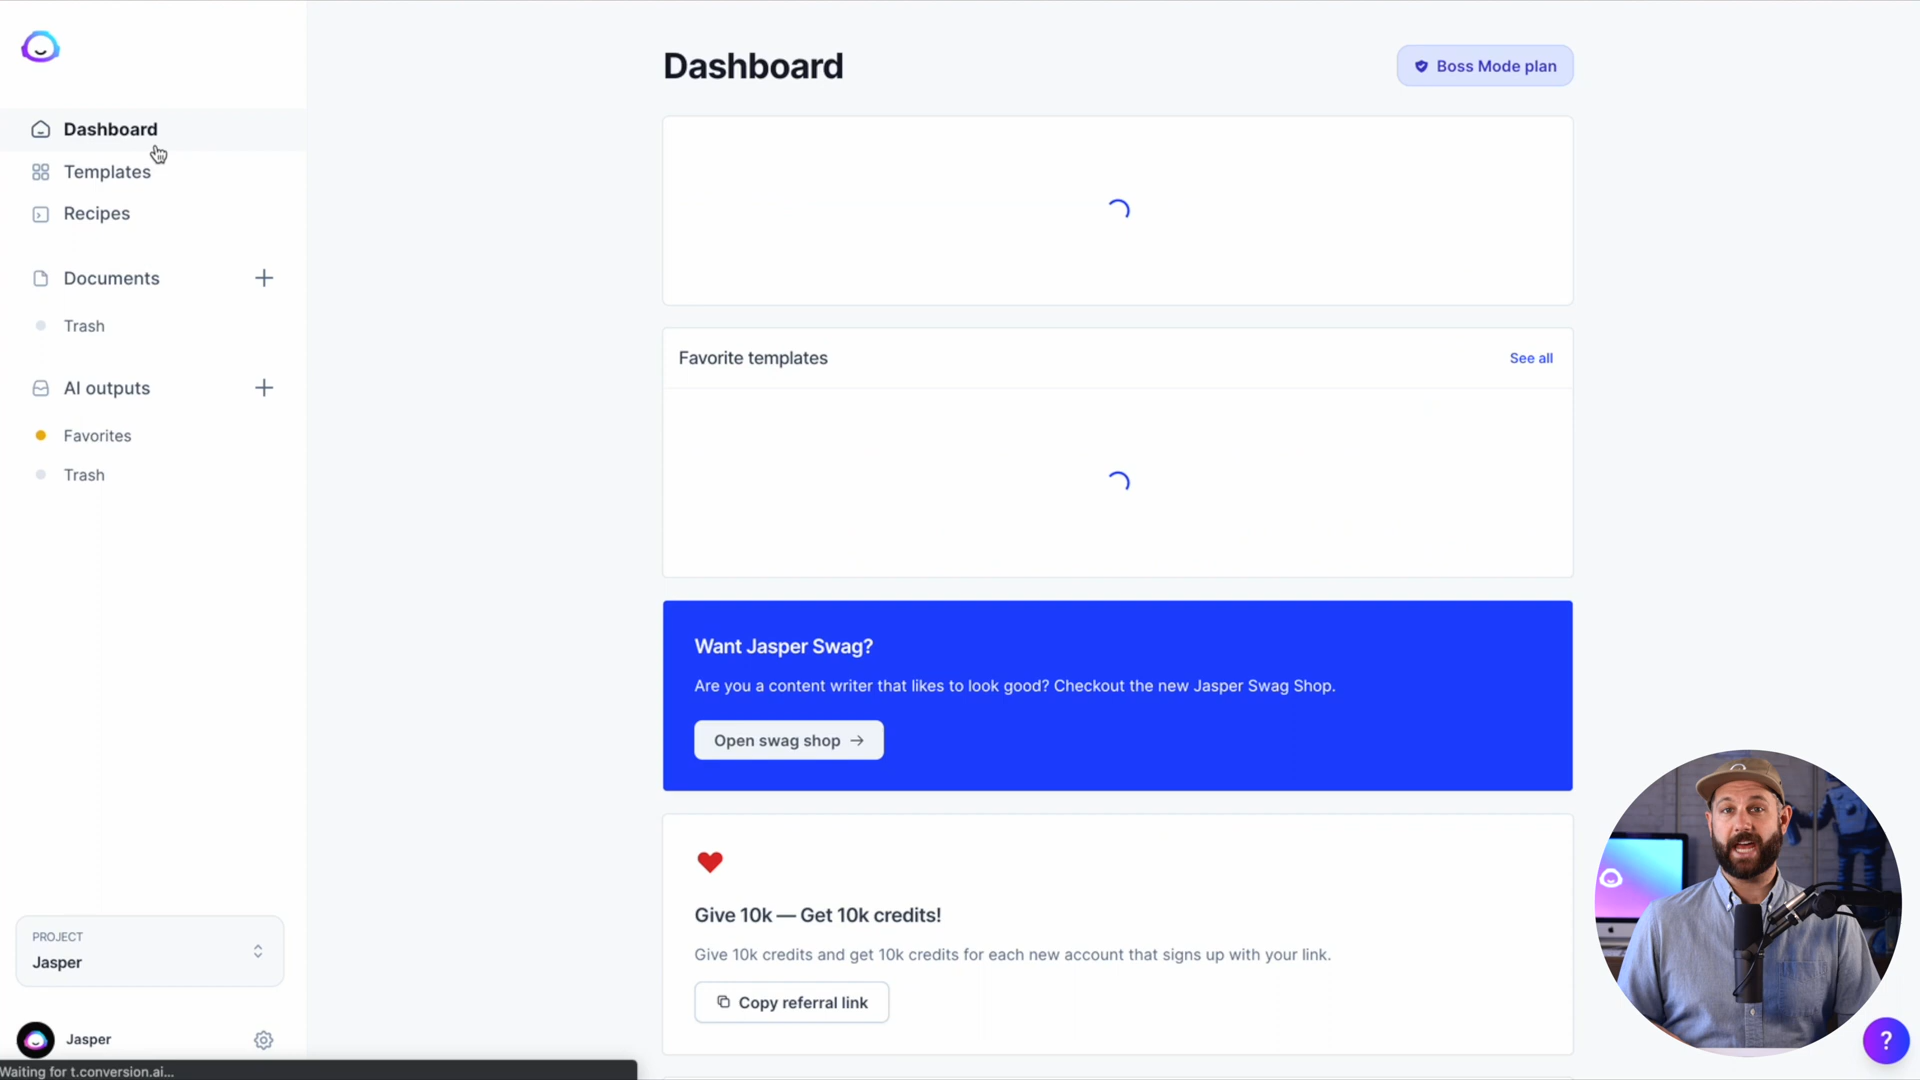 Dashboard
Templates
Recipes
Documents
Trash
AI outputs
Favorites
Trash
PROJECT
Jasper
Jasper
Waiting for t.conversion.ai...
Dashboard
Boss Mode plan
Favorite templates
See all
Want Jasper Swag?
Are you a content writer that likes to look good? Checkout the new Jasper Swag Shop.
Open swag shop →
Give 10k — Get 10k credits!
Give 10k credits and get 10k credits for each new account that signs up with your link.
Copy referral link
?